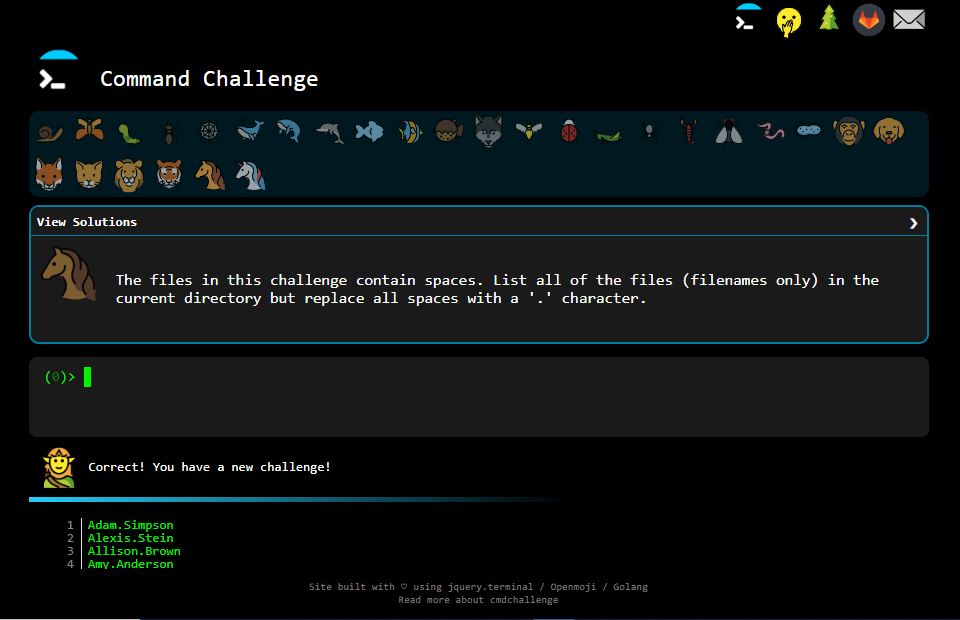 Command Challenge
View Solutions
The files in this challenge contain spaces. List all of the files (filenames only) in the
current directory but replace all spaces with a '.' character.
(0)>
Correct! You have a new challenge!
1 Adam.Simpson
2 Alexis.Stein
3 Allison.Brown
4 Amy.Anderson
Site built with ♡ using jquery.terminal / Openmoji / Golang
Read more about cmdchallenge